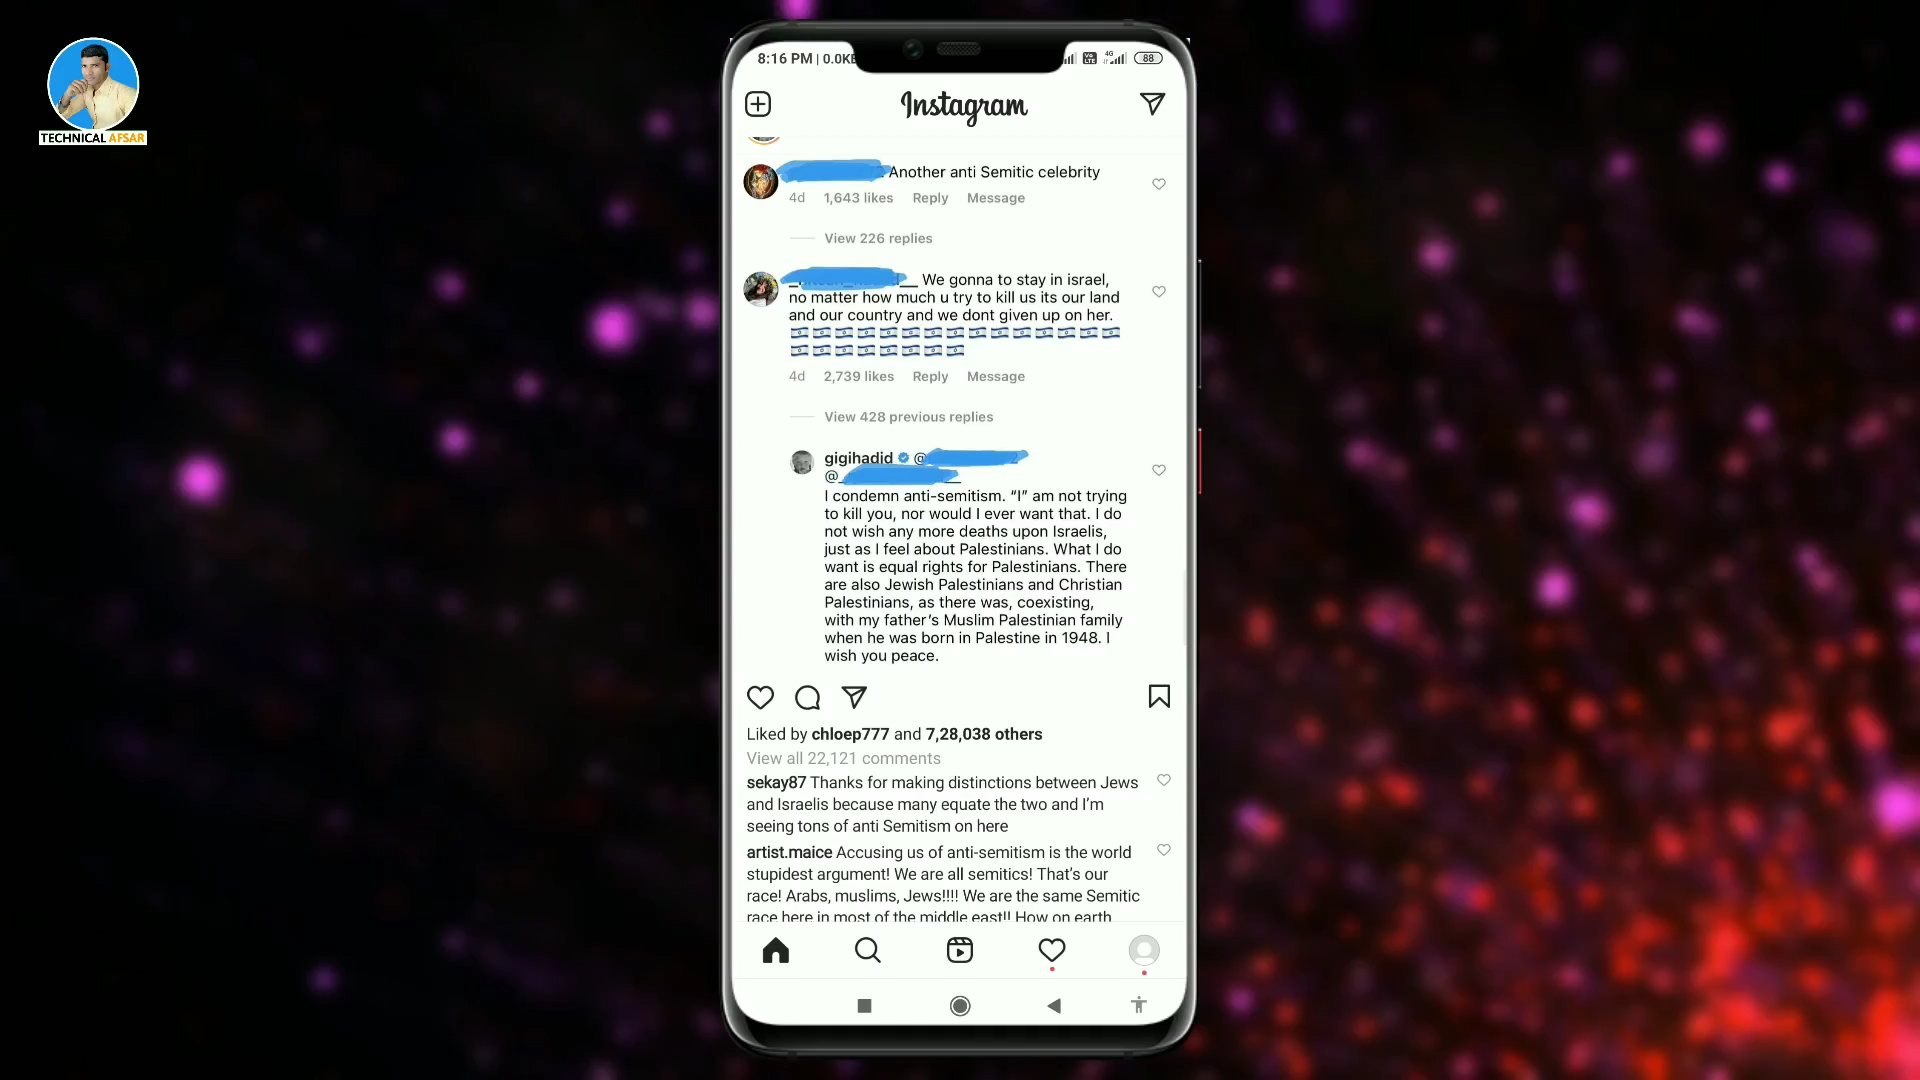 TECHNICAL AFSAR
8:16 PM | 0.0KB
4G
88
Instagram
Another anti Semitic celebrity
4d 1,643 likes Reply Message
View 226 replies
We gonna to stay in israel,
no matter how much u try to kill us its our land
and our country and we dont given up on her.
🇮🇱🇮🇱🇮🇱🇮🇱🇮🇱🇮🇱🇮🇱🇮🇱🇮🇱🇮🇱🇮🇱🇮🇱🇮🇱🇮🇱🇮🇱
🇮🇱🇮🇱🇮🇱🇮🇱🇮🇱🇮🇱🇮🇱🇮🇱
4d 2,739 likes Reply Message
View 428 previous replies
gigihadid @
@
I condemn anti-semitism. “I” am not trying
to kill you, nor would I ever want that. I do
not wish any more deaths upon Israelis,
just as I feel about Palestinians. What I do
want is equal rights for Palestinians. There
are also Jewish Palestinians and Christian
Palestinians, as there was, coexisting,
with my father’s Muslim Palestinian family
when he was born in Palestine in 1948. I
wish you peace.
Liked by chloep777 and 7,28,038 others
View all 22,121 comments
sekay87 Thanks for making distinctions between Jews
and Israelis because many equate the two and I’m
seeing tons of anti Semitism on here
artist.maice Accusing us of anti-semitism is the world
stupidest argument! We are all semitics! That’s our
race! Arabs, muslims, Jews!!!! We are the same Semitic
race here in most of the middle east!! How on earth